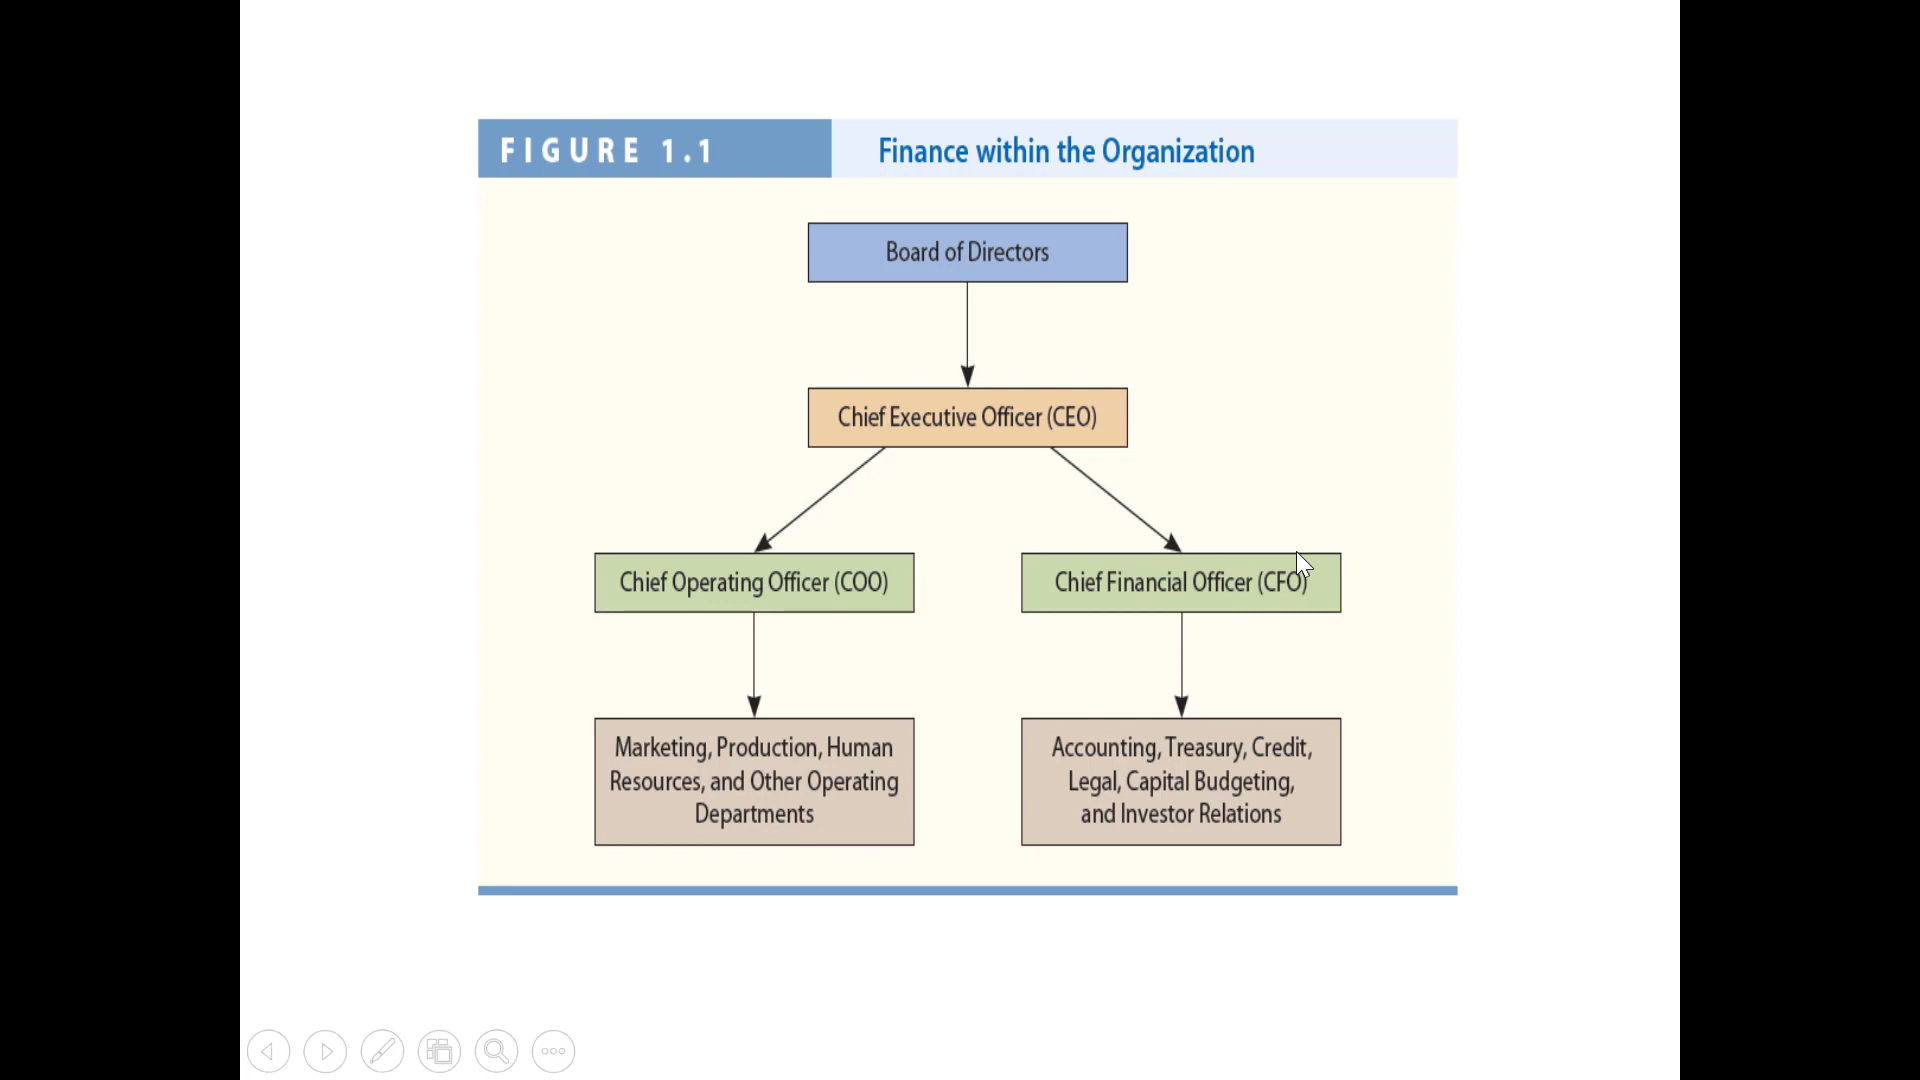 FIGURE 1.1
Finance within the Organization
Board of Directors
Chief Executive Officer (CEO)
Chief Operating Officer (COO)
Chief Financial Officer (CFO)
Marketing, Production, Human
Resources, and Other Operating
Departments
Accounting, Treasury, Credit,
Legal, Capital Budgeting,
and Investor Relations